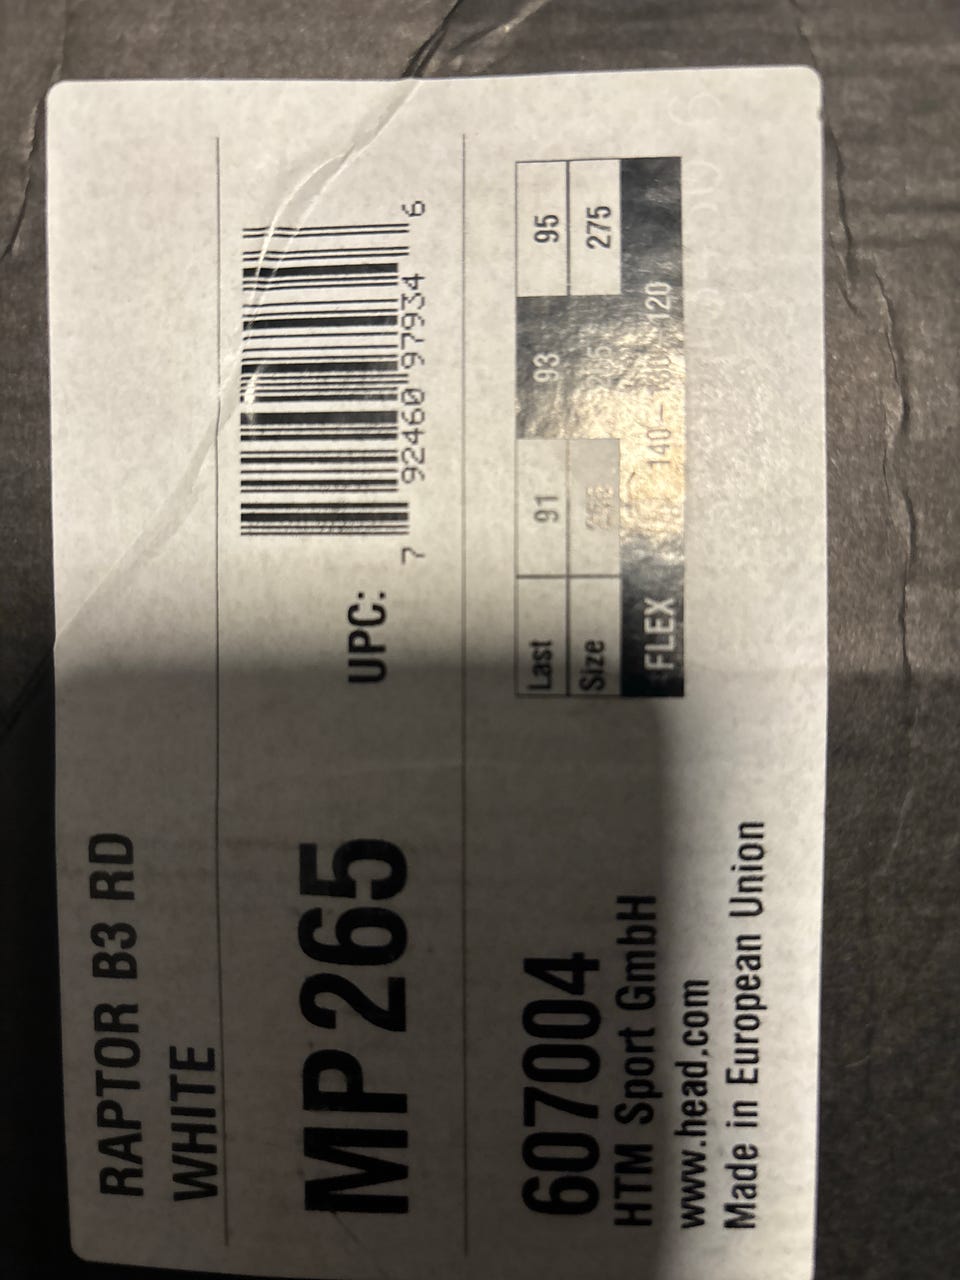 RAPTOR B3 RD
WHITE
MP 265
UPC:
7 92460 97934 6
607004
HTM Sport GmbH
www.head.com
Made in European Union
Last 91 93 95
Size 265 275
FLEX 140 120